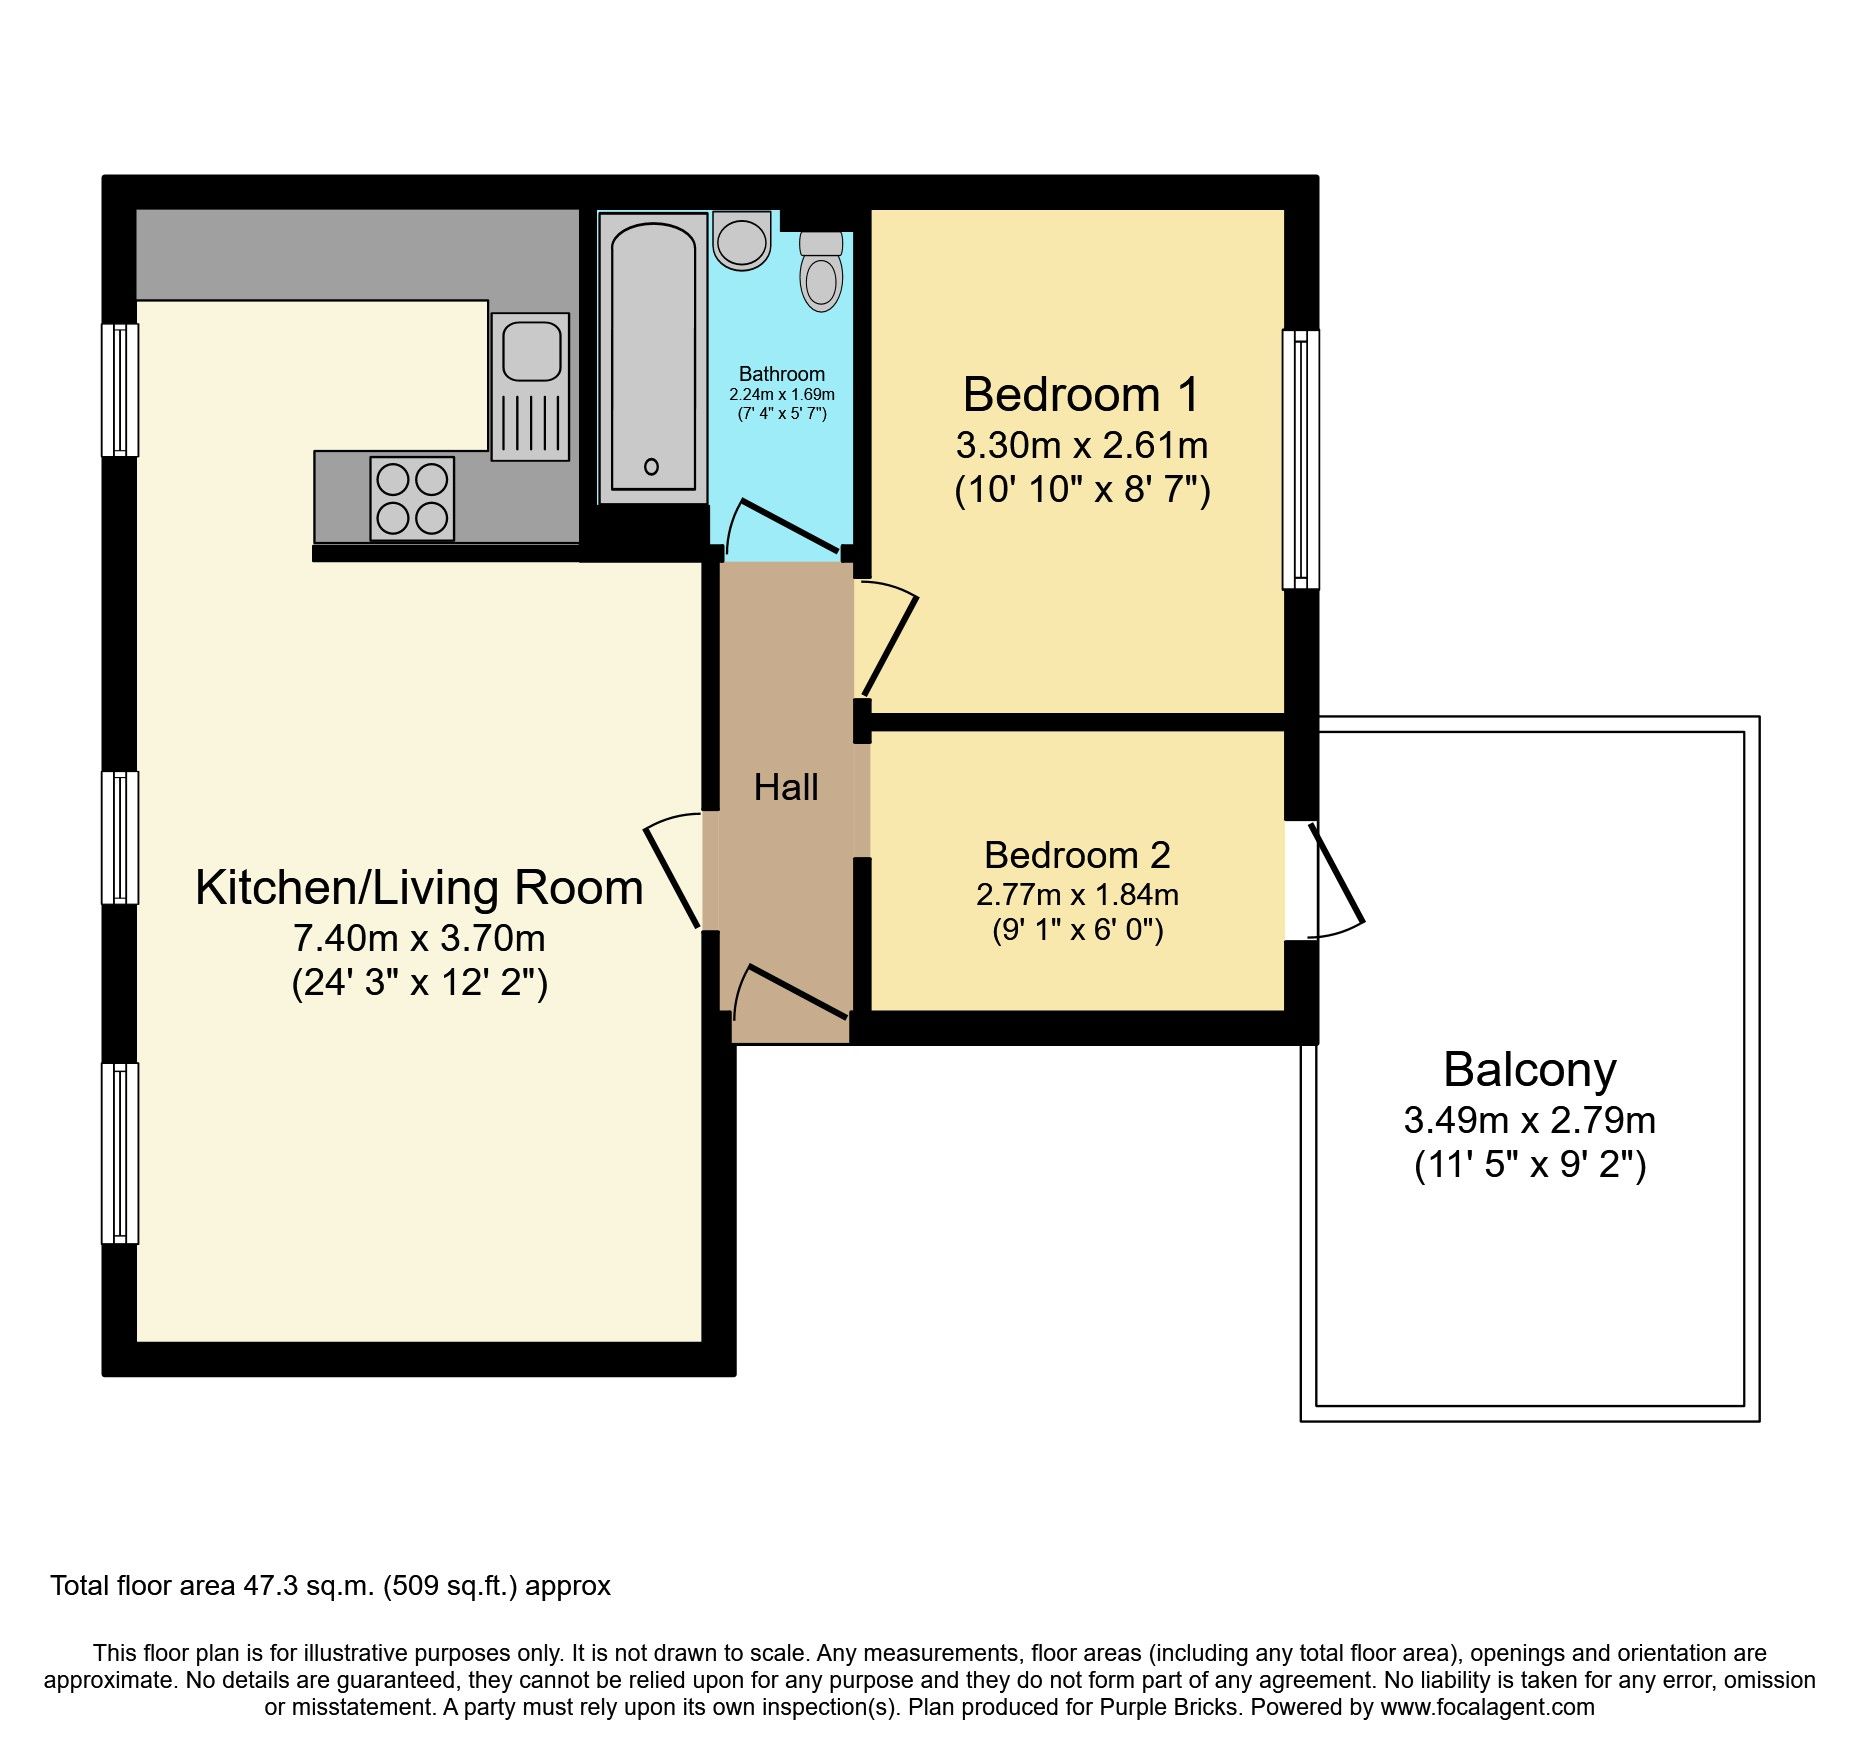 Bathroom
2.24m x 1.69m
(7' 4" x 5' 7")
Bedroom 1
3.30m x 2.61m
(10' 10" x 8' 7")
Hall
Bedroom 2
2.77m x 1.84m
(9' 1" x 6' 0")
Kitchen/Living Room
7.40m x 3.70m
(24' 3" x 12' 2")
Balcony
3.49m x 2.79m
(11' 5" x 9' 2")
Total floor area 47.3 sq.m. (509 sq.ft.) approx
This floor plan is for illustrative purposes only. It is not drawn to scale. Any measurements, floor areas (including any total floor area), openings and orientation are
approximate. No details are guaranteed, they cannot be relied upon for any purpose and they do not form part of any agreement. No liability is taken for any error, omission
or misstatement. A party must rely upon its own inspection(s). Plan produced for Purple Bricks. Powered by www.focalagent.com